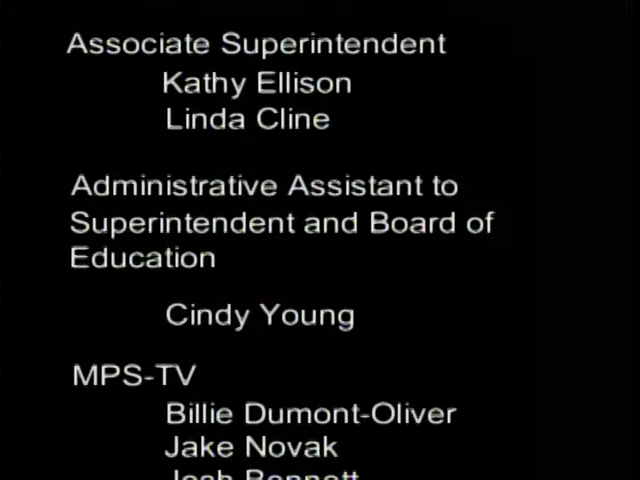 Associate Superintendent
Kathy Ellison
Linda Cline
Administrative Assistant to
Superintendent and Board of
Education
Cindy Young
MPS-TV
Billie Dumont-Oliver
Jake Novak